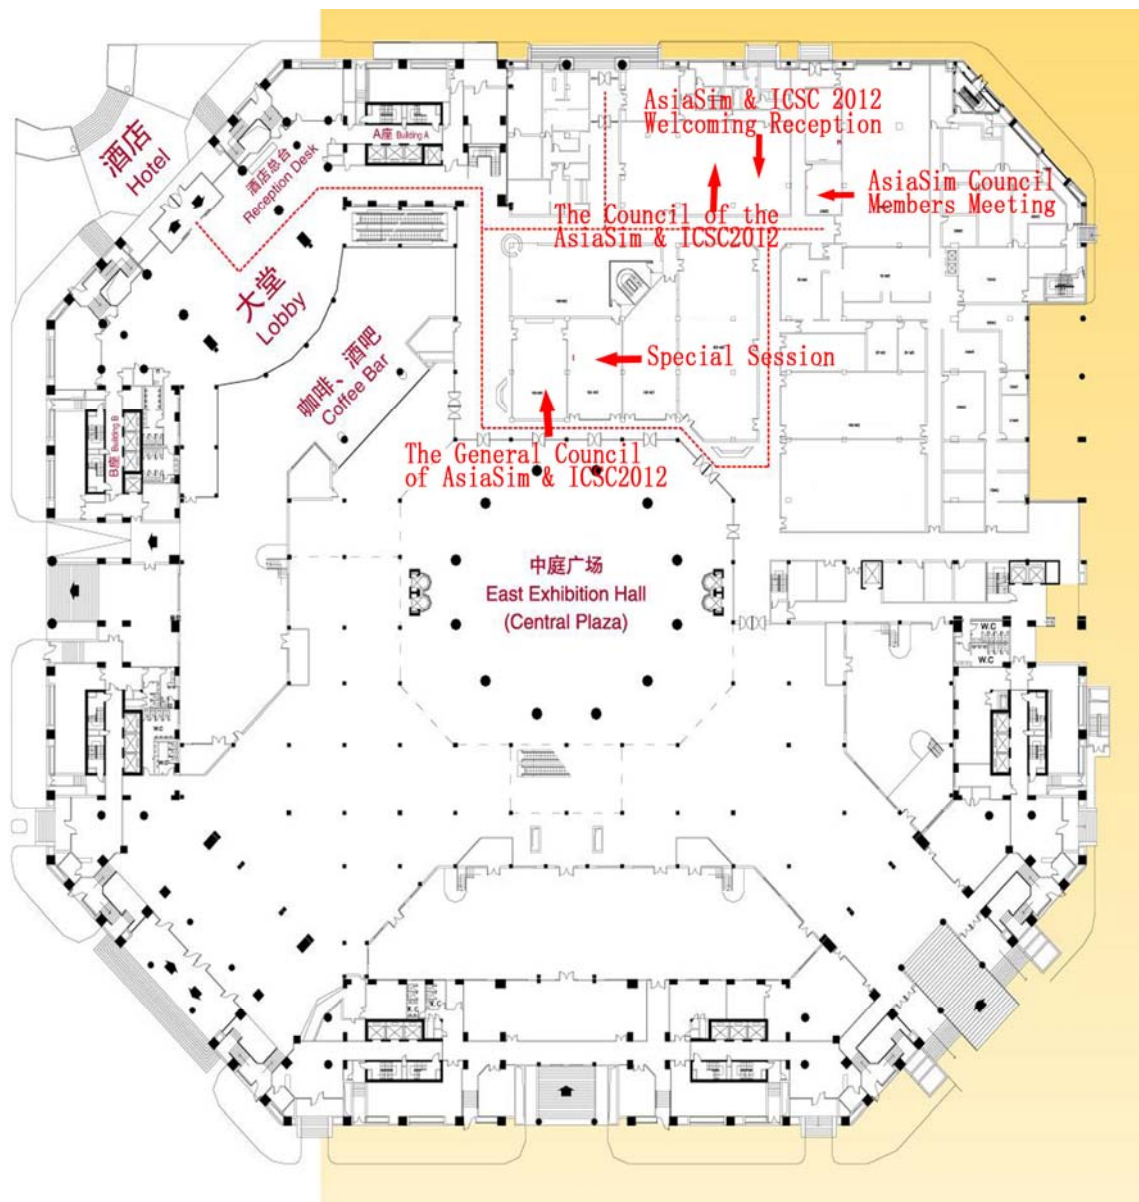 AsiaSim & ICSC 2012
Welcoming Reception
A座 Building A
酒店
Hotel
酒店总台
Reception Desk
AsiaSim Council
Members Meeting
The Council of the
AsiaSim & ICSC2012
大堂
Lobby
咖啡、酒吧
Coffee Bar
Special Session
B座 Building B
The General Council
of AsiaSim & ICSC2012
中庭广场
East Exhibition Hall
(Central Plaza)
W.C
W.C
W.C
W.C
W.C
W.C